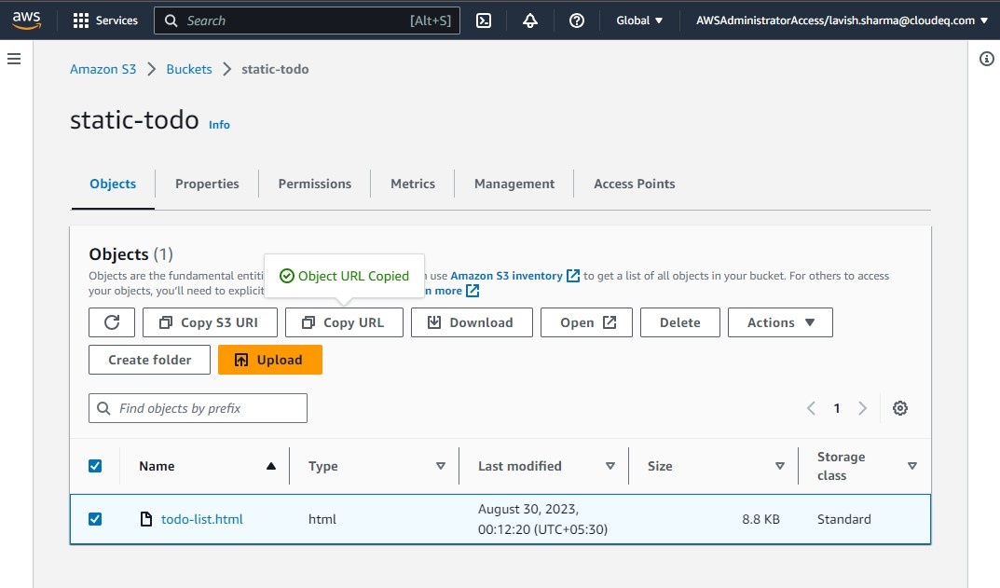 aws Services Search [Alt+S] Global AWSAdministratorAccess/lavish.sharma@cloudeq.com
Amazon S3 > Buckets > static-todo
static-todo Info
Objects Properties Permissions Metrics Management Access Points
Objects (1)
Object URL Copied
Objects are the fundamental entiti use Amazon S3 inventory to get a list of all objects in your bucket. For others to access
your objects, you'll need to explicit n more
Copy S3 URI Copy URL Download Open Delete Actions
Create folder Upload
Find objects by prefix 1
Name Type Last modified Size Storage
class
todo-list.html html August 30, 2023, 8.8 KB Standard
00:12:20 (UTC+05:30)